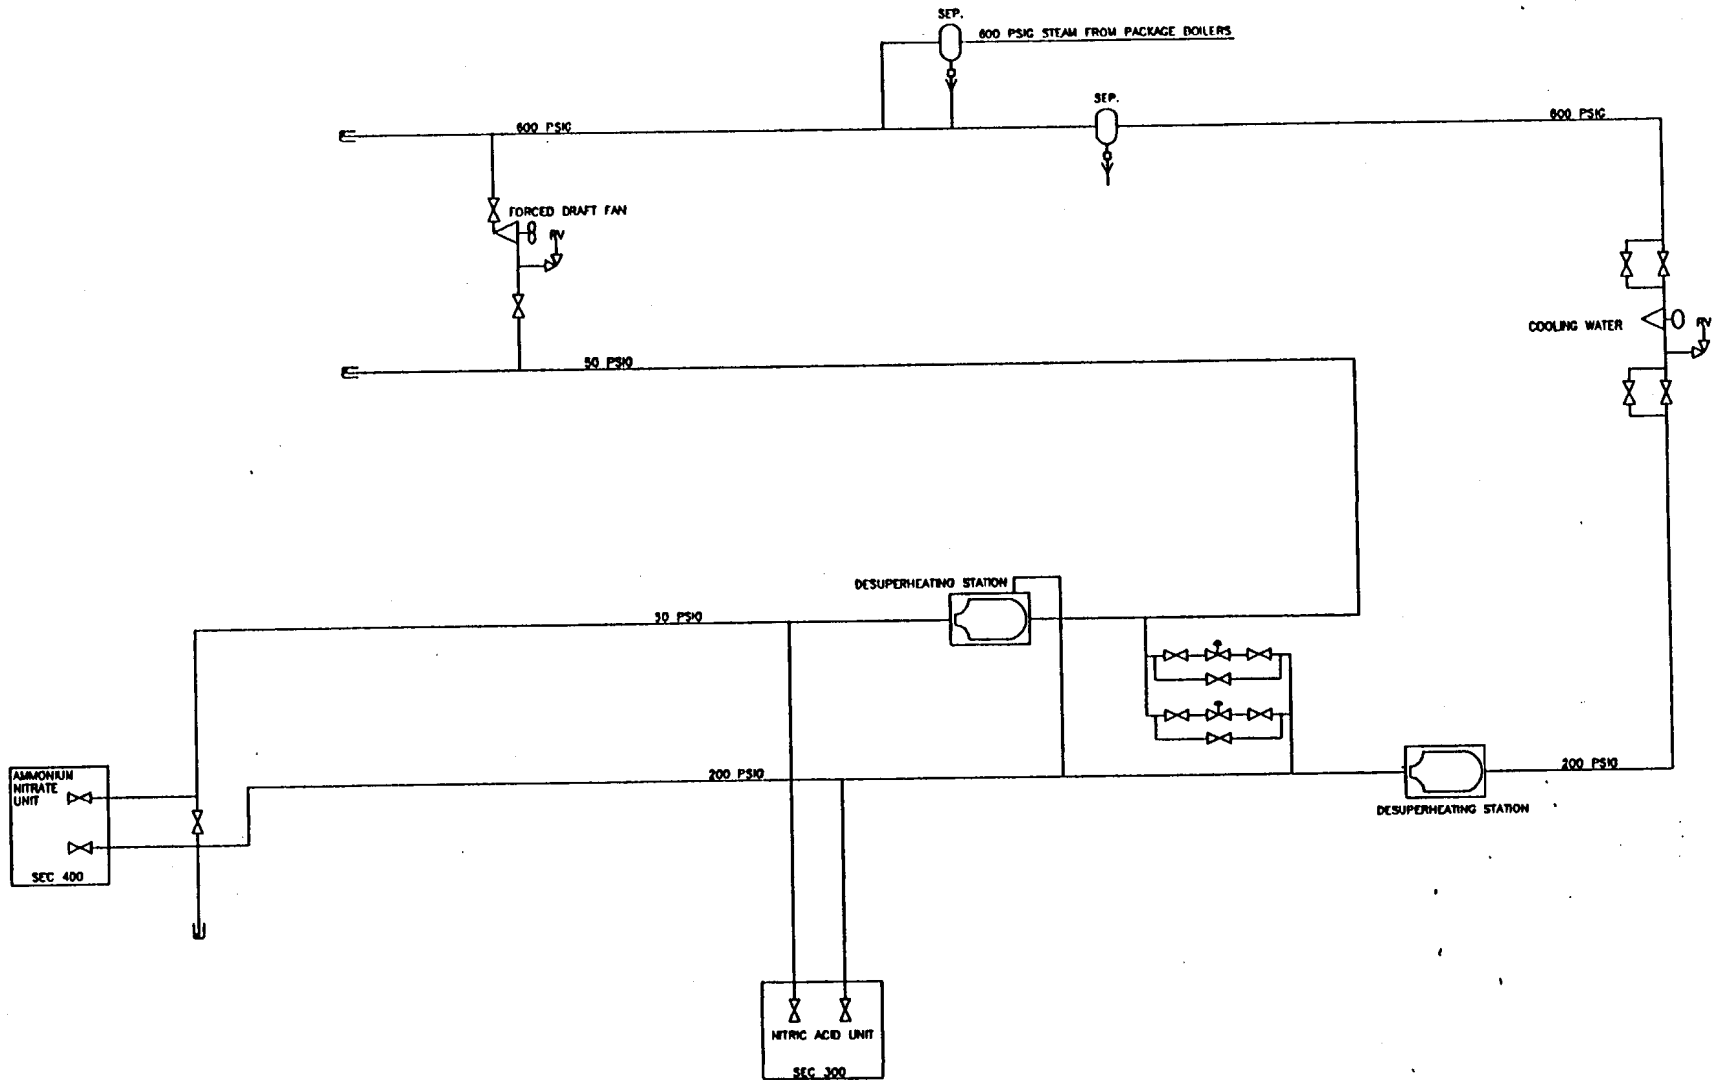 SEP.
600 PSIG STEAM FROM PACKAGE BOILERS
SEP.
600 PSIG
600 PSIG
FORCED DRAFT FAN
RV
COOLING WATER
RV
50 PSIG
DESUPERHEATING STATION
50 PSIG
AMMONIUM
NITRATE
UNIT
200 PSIG
200 PSIG
DESUPERHEATING STATION
SEC 400
NITRIC ACID UNIT
SEC 300